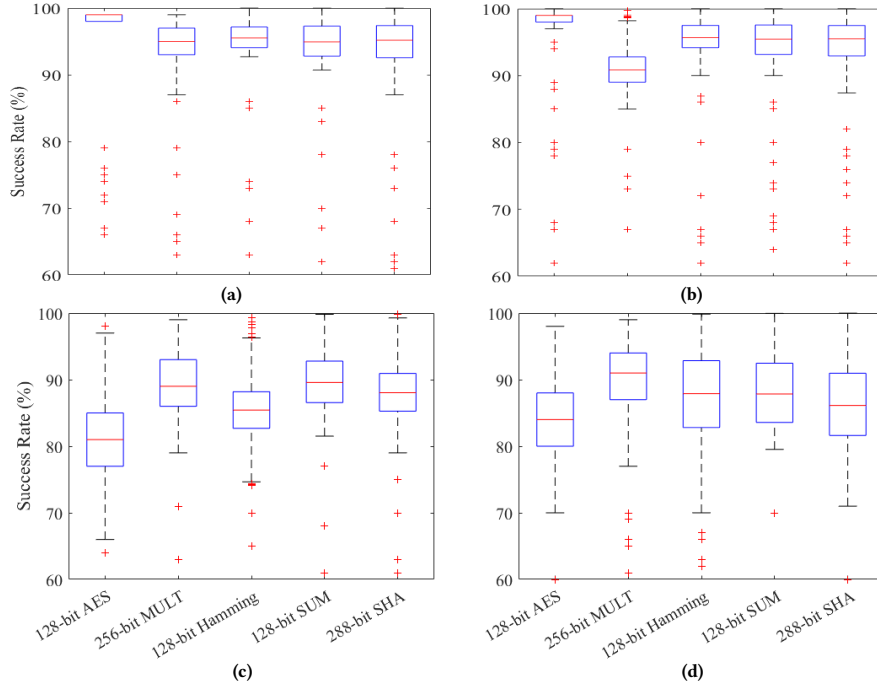 100
90
80
70
60
Success Rate (%)
(a)
100
90
80
70
60
(b)
100
90
80
70
60
Success Rate (%)
128-bit AES
256-bit MULT
128-bit Hamming
128-bit SUM
288-bit SHA
(c)
100
90
80
70
60
128-bit AES
256-bit MULT
128-bit Hamming
128-bit SUM
288-bit SHA
(d)